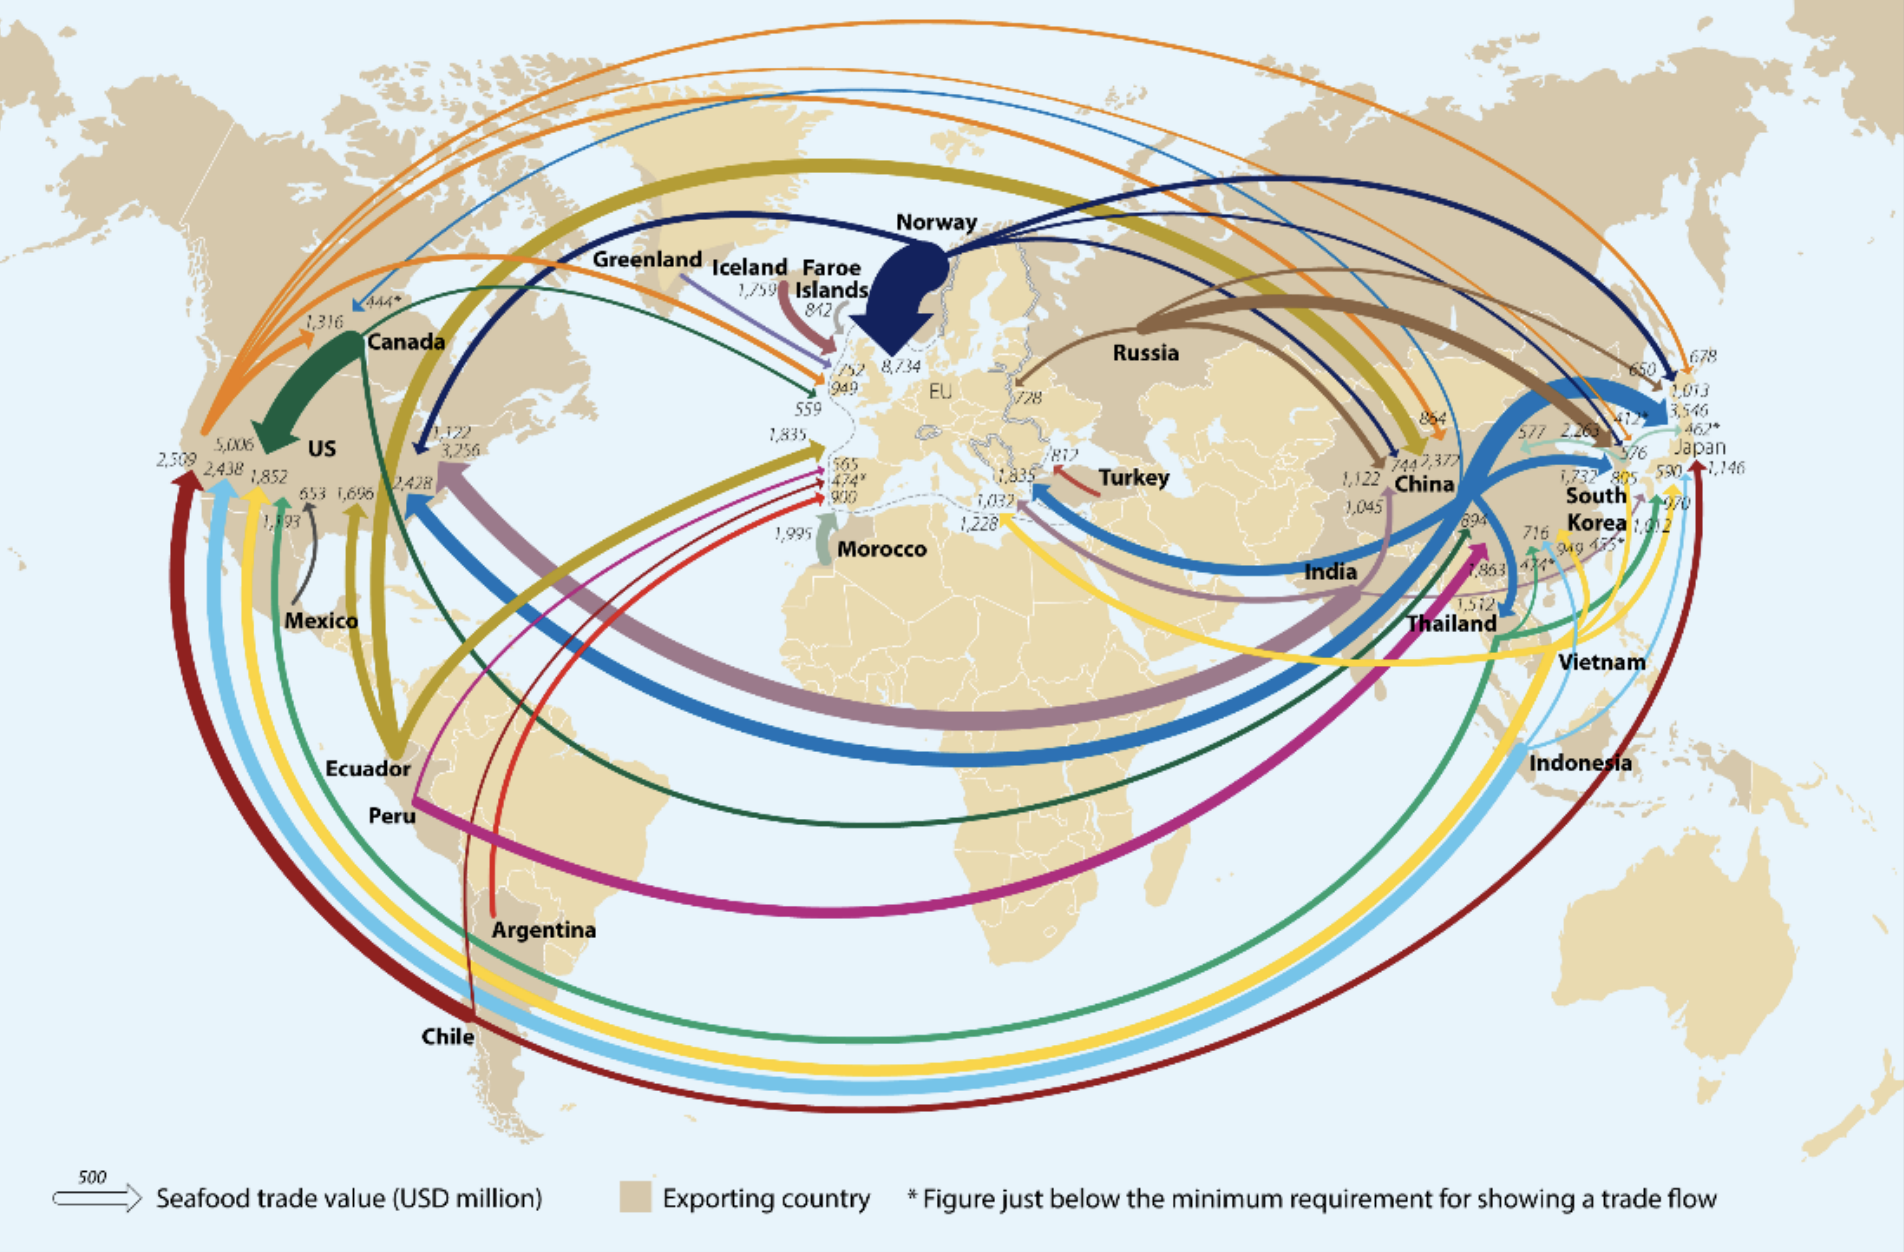 Norway
Greenland
Iceland
Faroe
Islands
1,759
842
444*
1,316
Canada
752
8,734
949
EU
559
728
Russia
678
650
1,013
3,546
412*
462*
864
577
2,263
576
Japan
1,146
5,006
US
1,122
3,256
1,835
2,509
2,438
1,852
653
1,696
2,428
1,193
565
474*
900
812
1,835
Turkey
1,032
1,228
1,995
Morocco
744
2,372
1,122
China
1,045
1,732
805
590
South
Korea
970
1,012
894
716
949
455*
474*
1,863
India
1,512
Thailand
Vietnam
Mexico
Ecuador
Indonesia
Peru
Argentina
Chile
500
Seafood trade value (USD million)
Exporting country
* Figure just below the minimum requirement for showing a trade flow